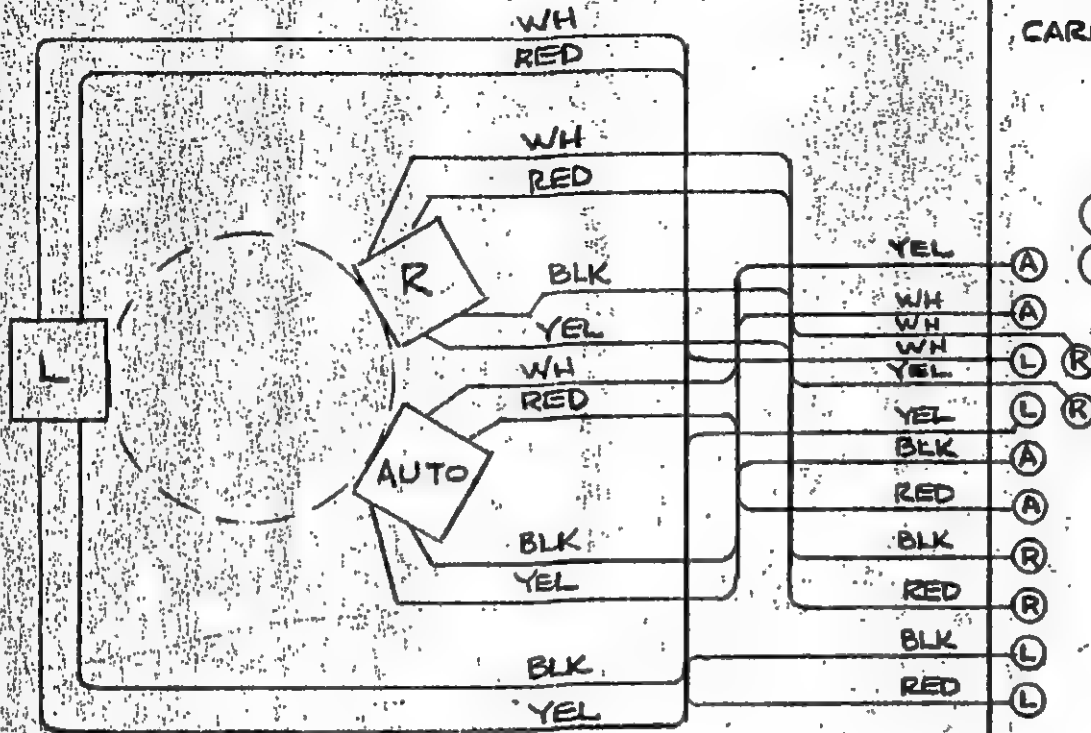 WH
CAR
RED
WH
RED
R
BLK
YEL
WH
RED
L
AUTO
BLK
YEL
BLK
YEL
YEL A
WH A
WH R
WH L
YEL R
YEL L
BLK A
RED A
BLK R
RED R
BLK L
RED L